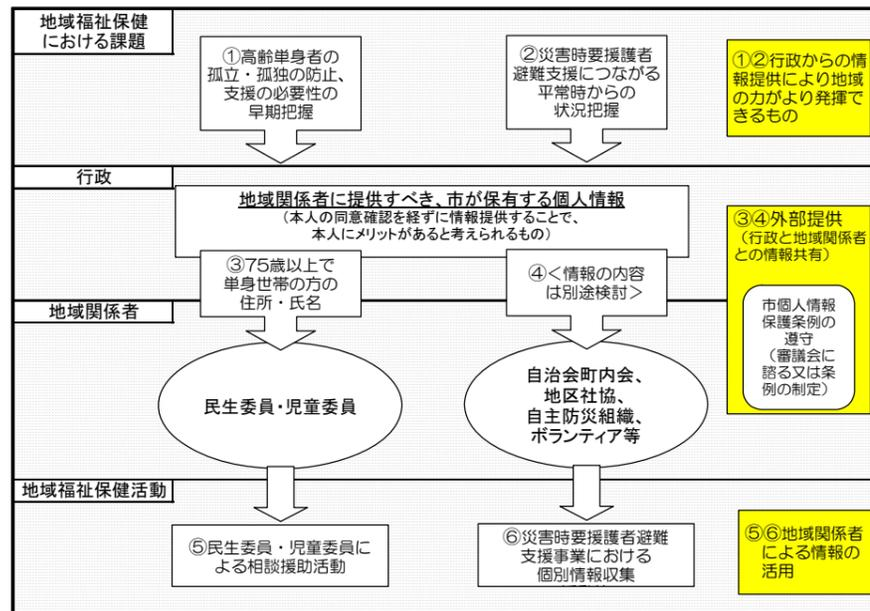 地域福祉保健
における課題
①高齢単身者の
孤立・孤独の防止、
支援の必要性の
早期把握
②災害時要援護者
避難支援につながる
平常時からの
状況把握
①②行政からの情
報提供により地域
の力がより発揮で
きるもの
行政
地域関係者に提供すべき、市が保有する個人情報
（本人の同意確認を経ずに情報提供することで、
本人にメリットがあると考えられるもの）
③75歳以上で
単身世帯の方の
住所・氏名
④＜情報の内容
は別途検討＞
③④外部提供
（行政と地域関係者
との情報共有）
市個人情報
保護条例の
遵守
（審議会に
諮る又は条
例の制定）
地域関係者
民生委員・児童委員
自治会町内会、
地区社協、
自主防災組織、
ボランティア等
地域福祉保健活動
⑤民生委員・児童委員に
よる相談援助活動
⑥災害時要援護者避難
支援事業における
個別情報収集
⑤⑥地域関係者
による情報の
活用